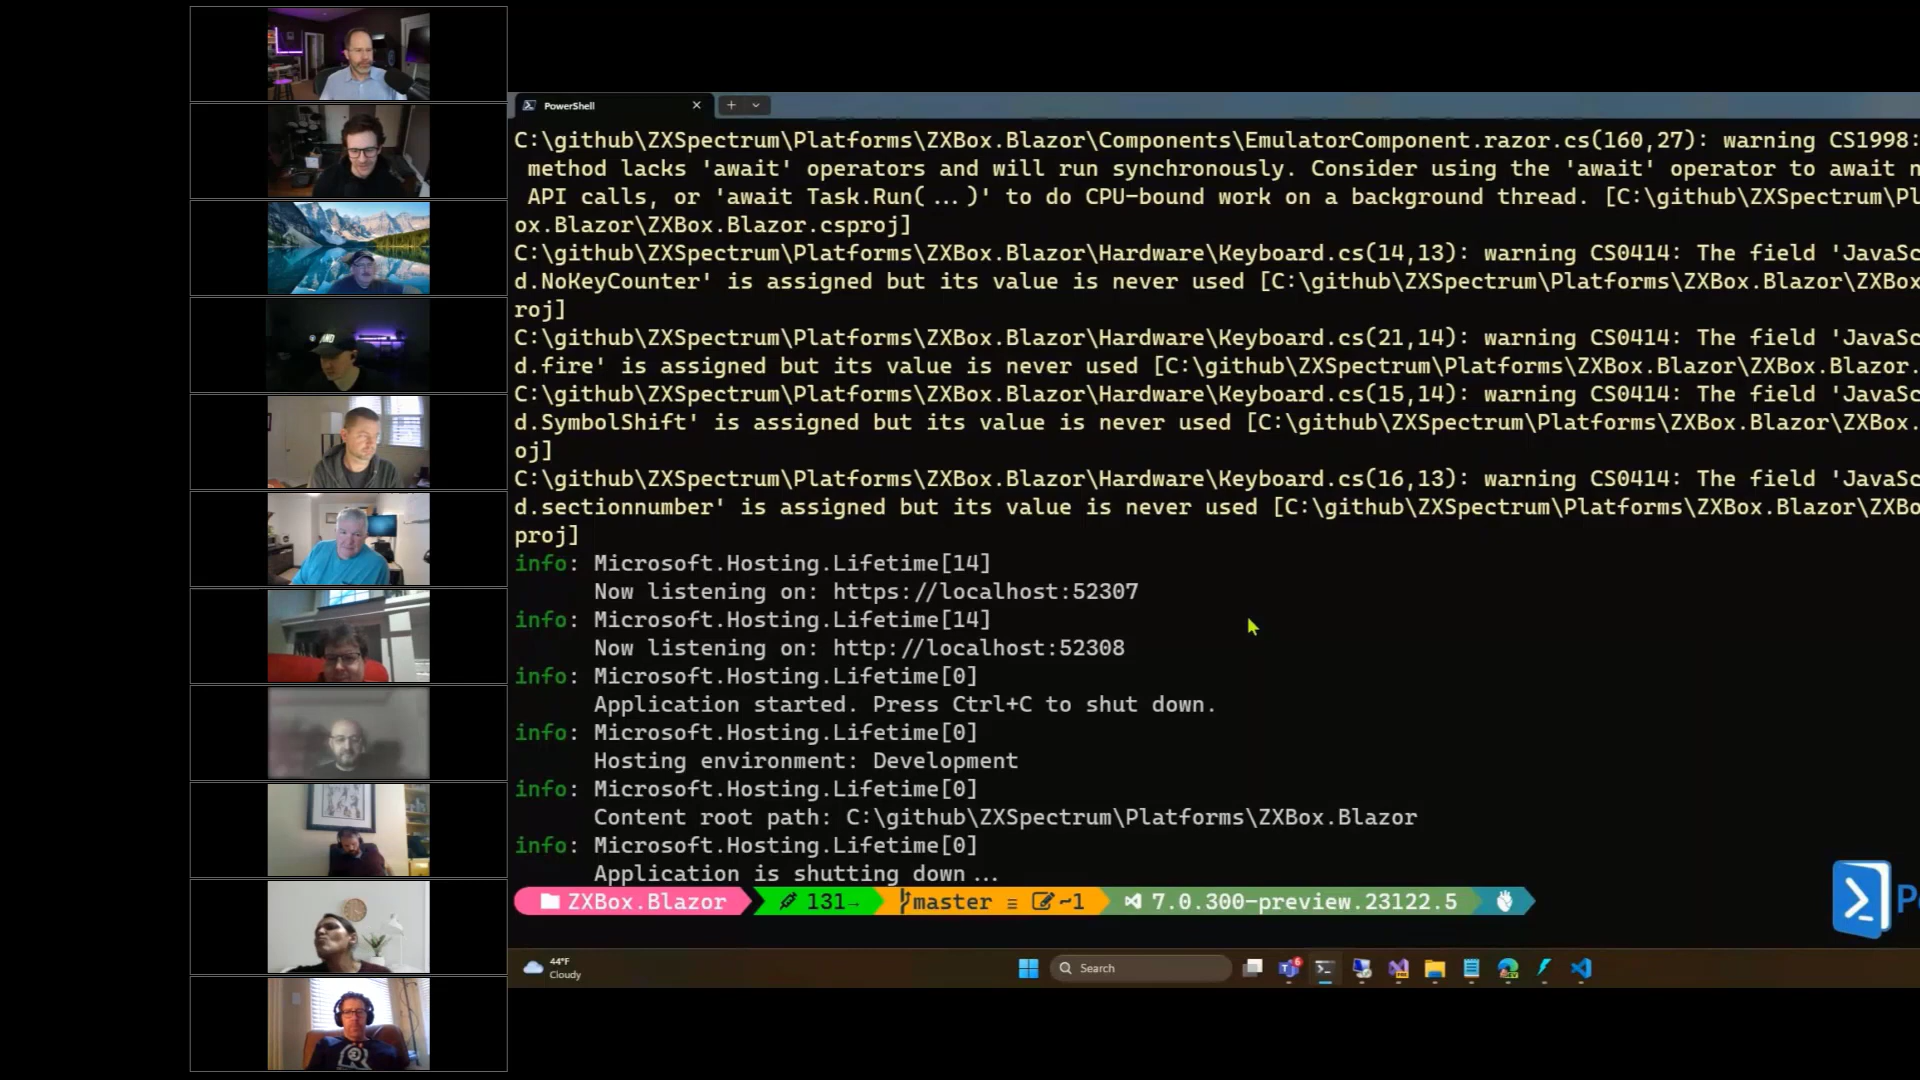 PowerShell
C:\github\ZXSpectrum\Platforms\ZXBox.Blazor\Components\EmulatorComponent.razor.cs(160,27): warning CS1998:
method lacks 'await' operators and will run synchronously. Consider using the 'await' operator to await n
API calls, or 'await Task.Run(...)' to do CPU-bound work on a background thread. [C:\github\ZXSpectrum\Pl
ox.Blazor\ZXBox.Blazor.csproj]
C:\github\ZXSpectrum\Platforms\ZXBox.Blazor\Hardware\Keyboard.cs(14,13): warning CS0414: The field 'JavaSc
d.NoKeyCounter' is assigned but its value is never used [C:\github\ZXSpectrum\Platforms\ZXBox.Blazor\ZXBox
roj]
C:\github\ZXSpectrum\Platforms\ZXBox.Blazor\Hardware\Keyboard.cs(21,14): warning CS0414: The field 'JavaSc
d.fire' is assigned but its value is never used [C:\github\ZXSpectrum\Platforms\ZXBox.Blazor\ZXBox.Blazor.
C:\github\ZXSpectrum\Platforms\ZXBox.Blazor\Hardware\Keyboard.cs(15,14): warning CS0414: The field 'JavaSc
d.SymbolShift' is assigned but its value is never used [C:\github\ZXSpectrum\Platforms\ZXBox.Blazor\ZXBox.
oj]
C:\github\ZXSpectrum\Platforms\ZXBox.Blazor\Hardware\Keyboard.cs(16,13): warning CS0414: The field 'JavaSc
d.sectionnumber' is assigned but its value is never used [C:\github\ZXSpectrum\Platforms\ZXBox.Blazor\ZXBo
proj]
info: Microsoft.Hosting.Lifetime[14]
Now listening on: https://localhost:52307
info: Microsoft.Hosting.Lifetime[14]
Now listening on: http://localhost:52308
info: Microsoft.Hosting.Lifetime[0]
Application started. Press Ctrl+C to shut down.
info: Microsoft.Hosting.Lifetime[0]
Hosting environment: Development
info: Microsoft.Hosting.Lifetime[0]
Content root path: C:\github\ZXSpectrum\Platforms\ZXBox.Blazor
info: Microsoft.Hosting.Lifetime[0]
Application is shutting down...
ZXBox.Blazor 131→ master ≡ ~1 7.0.300-preview.23122.5
44°F
Cloudy
Search